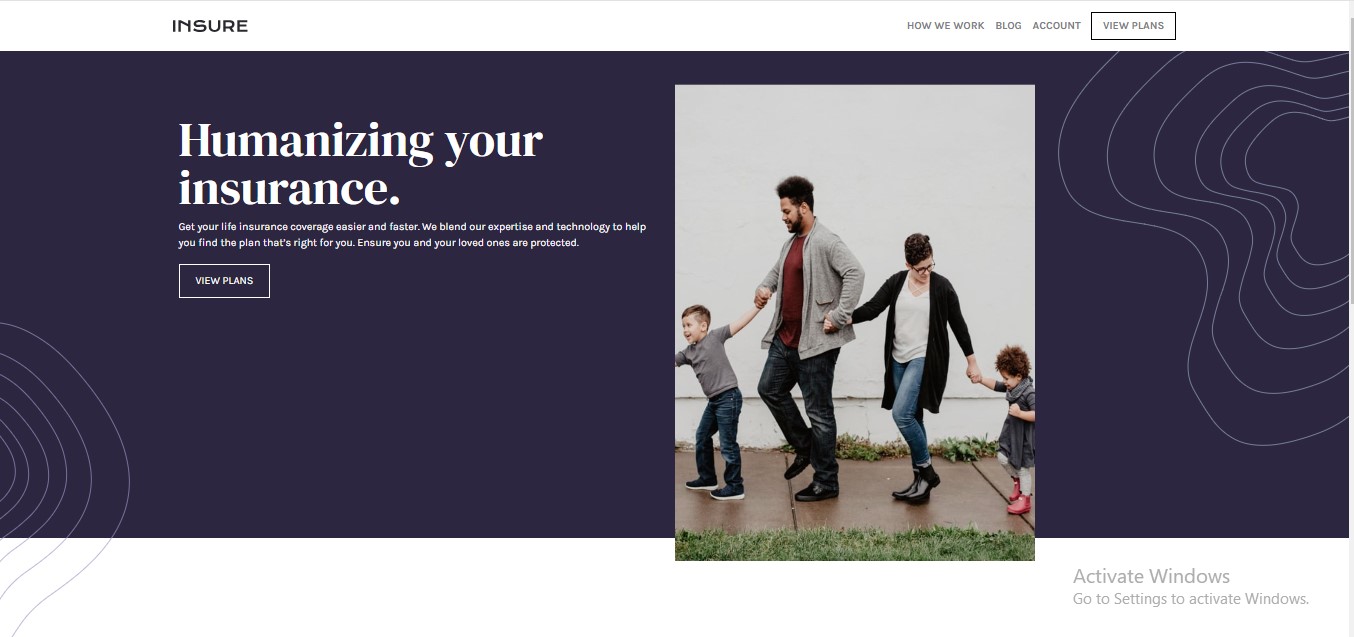 INSURE
HOW WE WORK
BLOG
ACCOUNT
VIEW PLANS
Humanizing your
insurance.
Get your life insurance coverage easier and faster. We blend our expertise and technology to help
you find the plan that's right for you. Ensure you and your loved ones are protected.
VIEW PLANS
Activate Windows
Go to Settings to activate Windows.